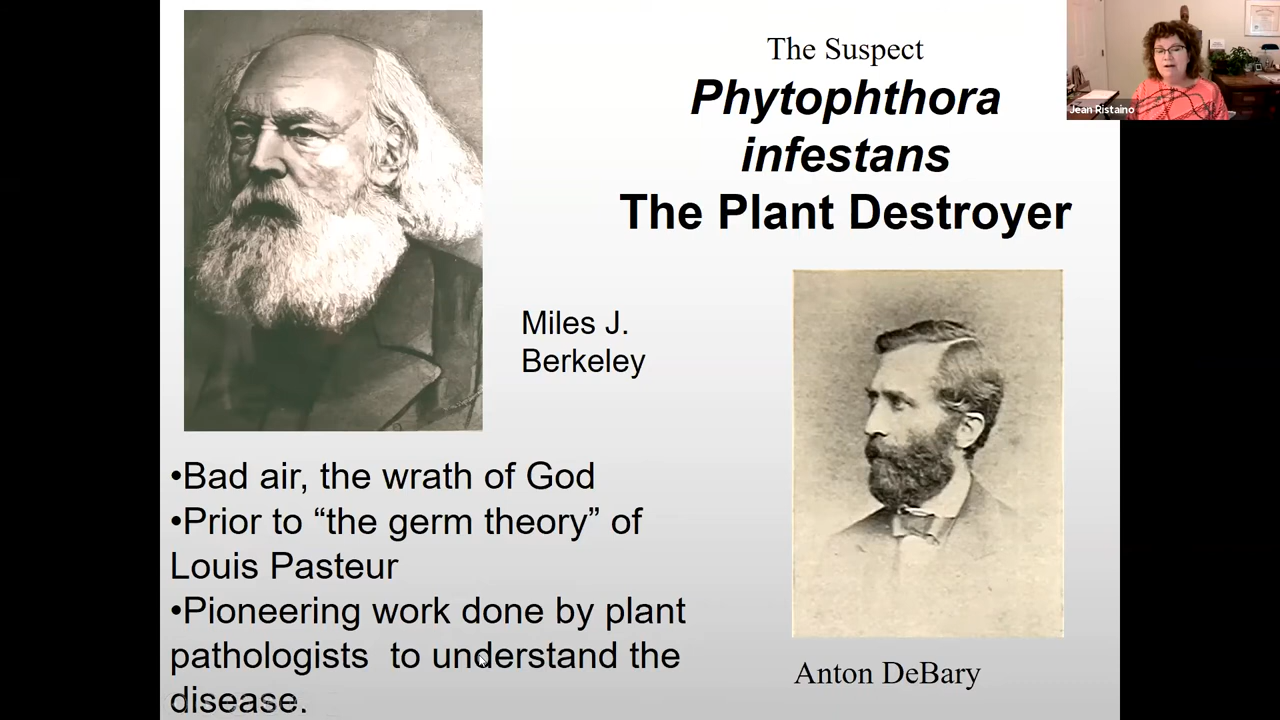 The Suspect
Phytophthora
infestans
The Plant Destroyer
Jean Ristaino
Miles J.
Berkeley
•Bad air, the wrath of God
•Prior to “the germ theory” of
Louis Pasteur
•Pioneering work done by plant
pathologists  to understand the
disease.
Anton DeBary